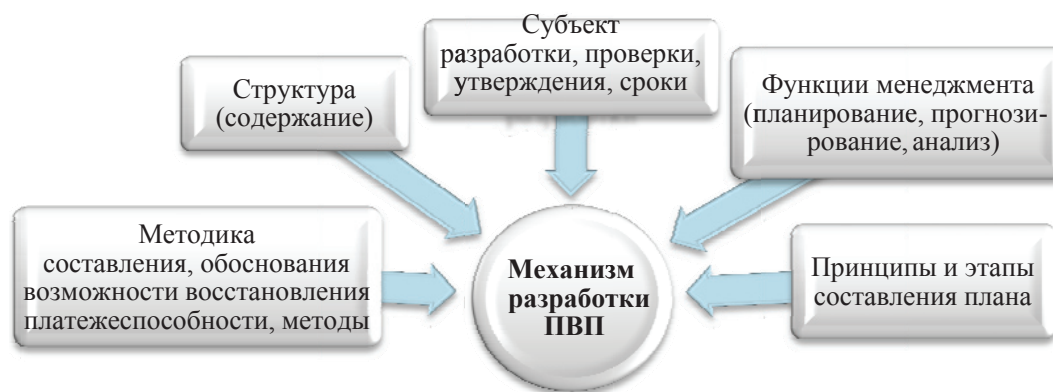 Субъект
разработки, проверки,
утверждения, сроки
Структура
(содержание)
Функции менеджмента
(планирование, прогнози-
рование, анализ)
Методика
составления, обоснования
возможности восстановления
платежеспособности, методы
Механизм
разработки
ПВП
Принципы и этапы
составления плана